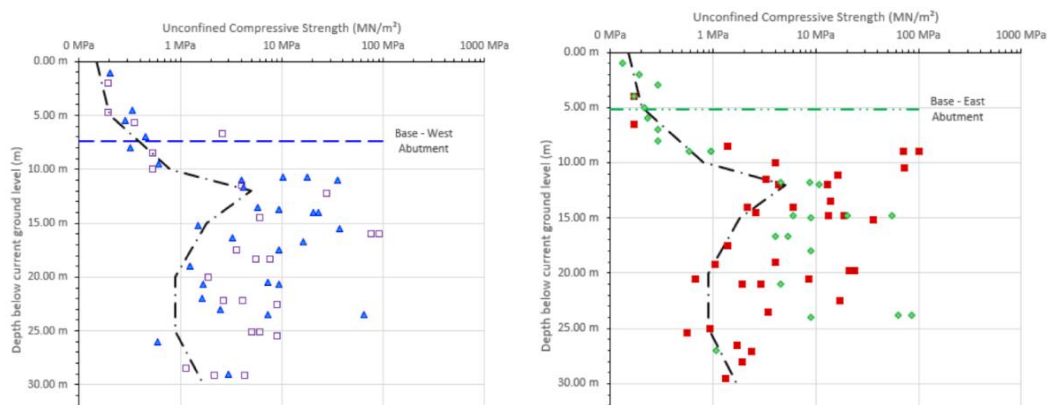 Unconfined Compressive Strength (MN/m²)
0 MPa 1 MPa 10 MPa 100 MPa 1000 MPa
Depth below current ground level (m)
0.00 m
5.00 m
10.00 m
15.00 m
20.00 m
25.00 m
30.00 m
Base - West
Abutment
Unconfined Compressive Strength (MN/m²)
0 MPa 1 MPa 10 MPa 100 MPa 1000 MPa
Depth below current ground level (m)
0.00 m
5.00 m
10.00 m
15.00 m
20.00 m
25.00 m
30.00 m
Base - East
Abutment